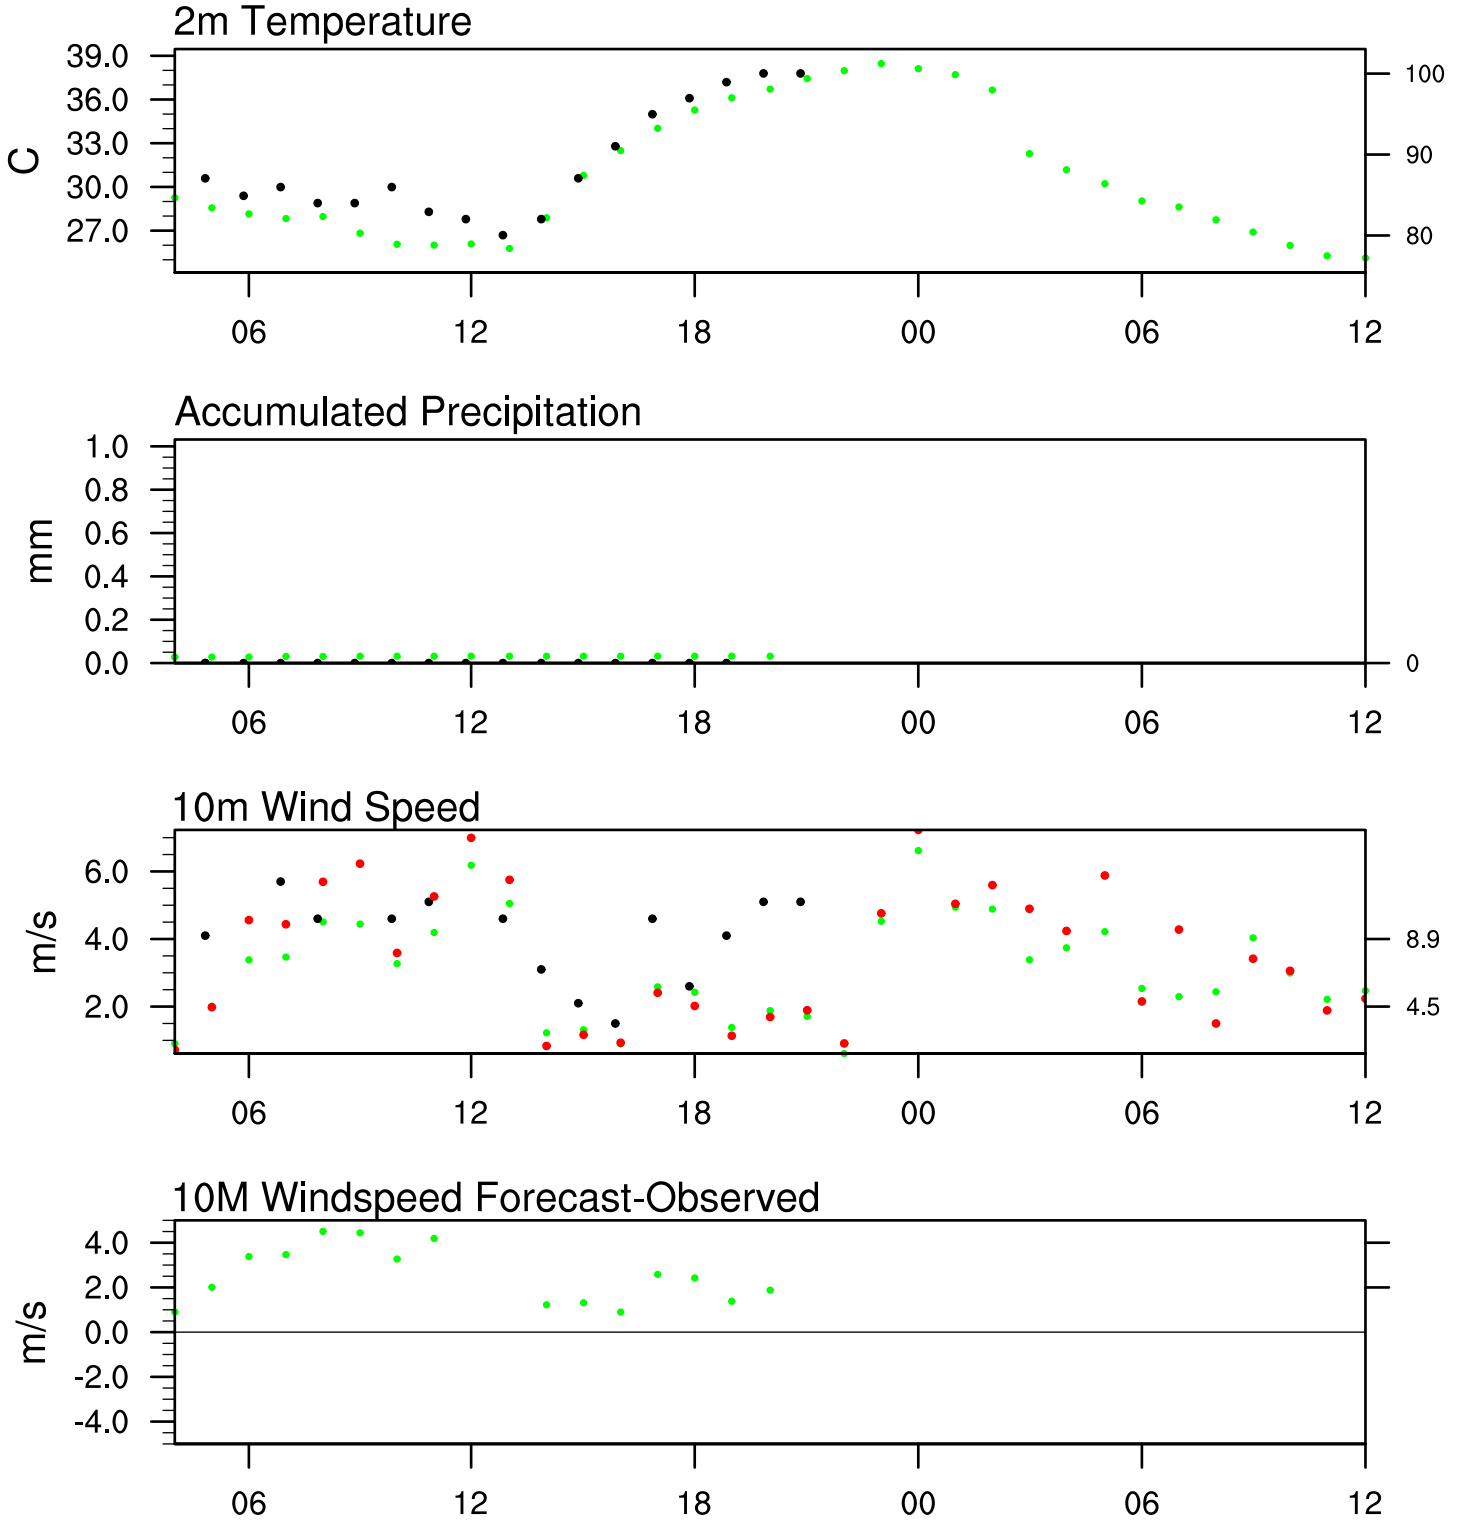 2m Temperature
39.0
36.0
33.0
30.0
27.0
C
100
90
80
06 12 18 00 06 12
Accumulated Precipitation
1.0
0.8
0.6
0.4
0.2
0.0
mm
0
06 12 18 00 06 12
10m Wind Speed
6.0
4.0
2.0
m/s
8.9
4.5
06 12 18 00 06 12
10M Windspeed Forecast-Observed
4.0
2.0
0.0
-2.0
-4.0
m/s
06 12 18 00 06 12